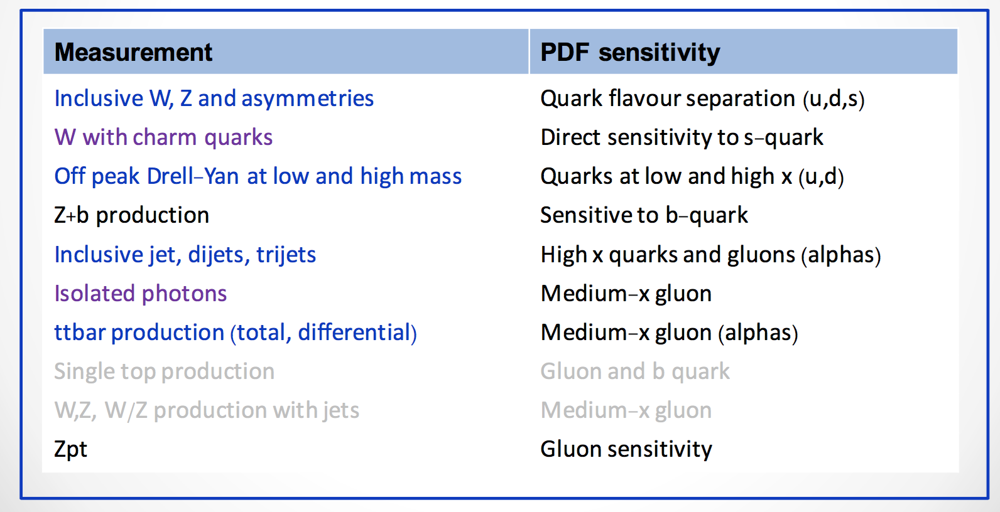 Measurement PDF sensitivity
Inclusive W, Z and asymmetries Quark flavour separation (u,d,s)
W with charm quarks Direct sensitivity to s-quark
Off peak Drell-Yan at low and high mass Quarks at low and high x (u,d)
Z+b production Sensitive to b-quark
Inclusive jet, dijets, trijets High x quarks and gluons (alphas)
Isolated photons Medium-x gluon
ttbar production (total, differential) Medium-x gluon (alphas)
Single top production Gluon and b quark
W,Z, W/Z production with jets Medium-x gluon
Zpt Gluon sensitivity